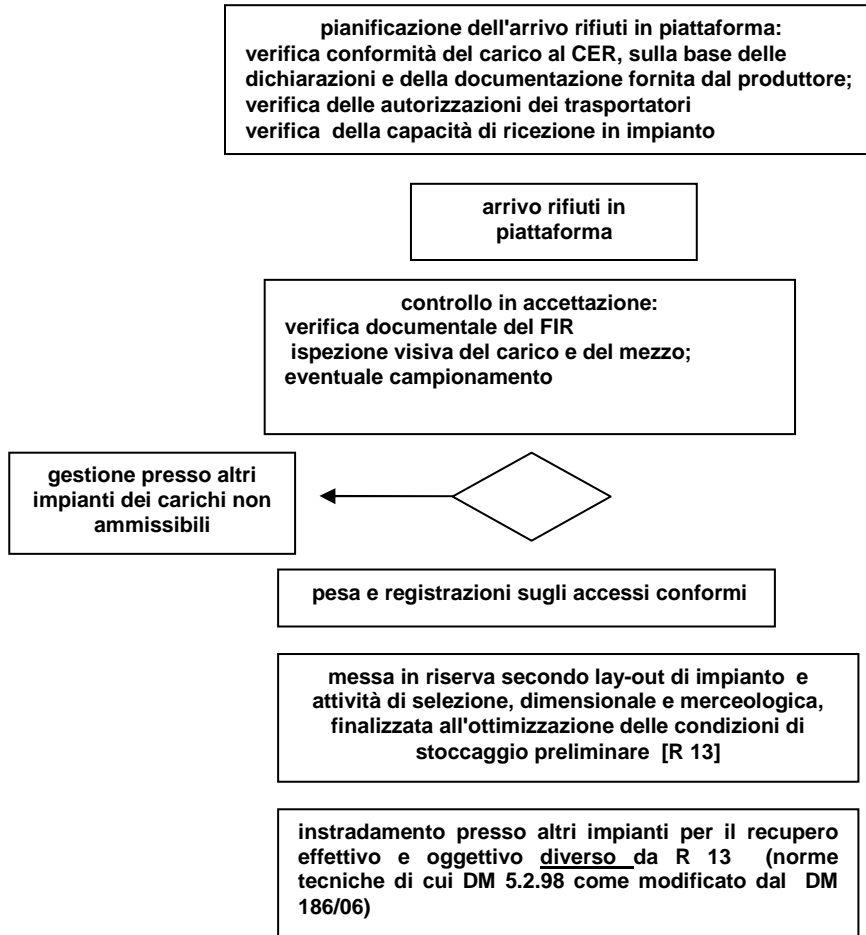 pianificazione dell'arrivo rifiuti in piattaforma:
verifica conformità del carico al CER, sulla base delle
dichiarazioni e della documentazione fornita dal produttore;
verifica delle autorizzazioni dei trasportatori
verifica della capacità di ricezione in impianto
arrivo rifiuti in
piattaforma
controllo in accettazione:
verifica documentale del FIR
ispezione visiva del carico e del mezzo;
eventuale campionamento
gestione presso altri
impianti dei carichi non
ammissibili
pesa e registrazioni sugli accessi conformi
messa in riserva secondo lay-out di impianto e
attività di selezione, dimensionale e merceologica,
finalizzata all'ottimizzazione delle condizioni di
stoccaggio preliminare [R 13]
instradamento presso altri impianti per il recupero
effettivo e oggettivo diverso da R 13 (norme
tecniche di cui DM 5.2.98 come modificato dal DM
186/06)